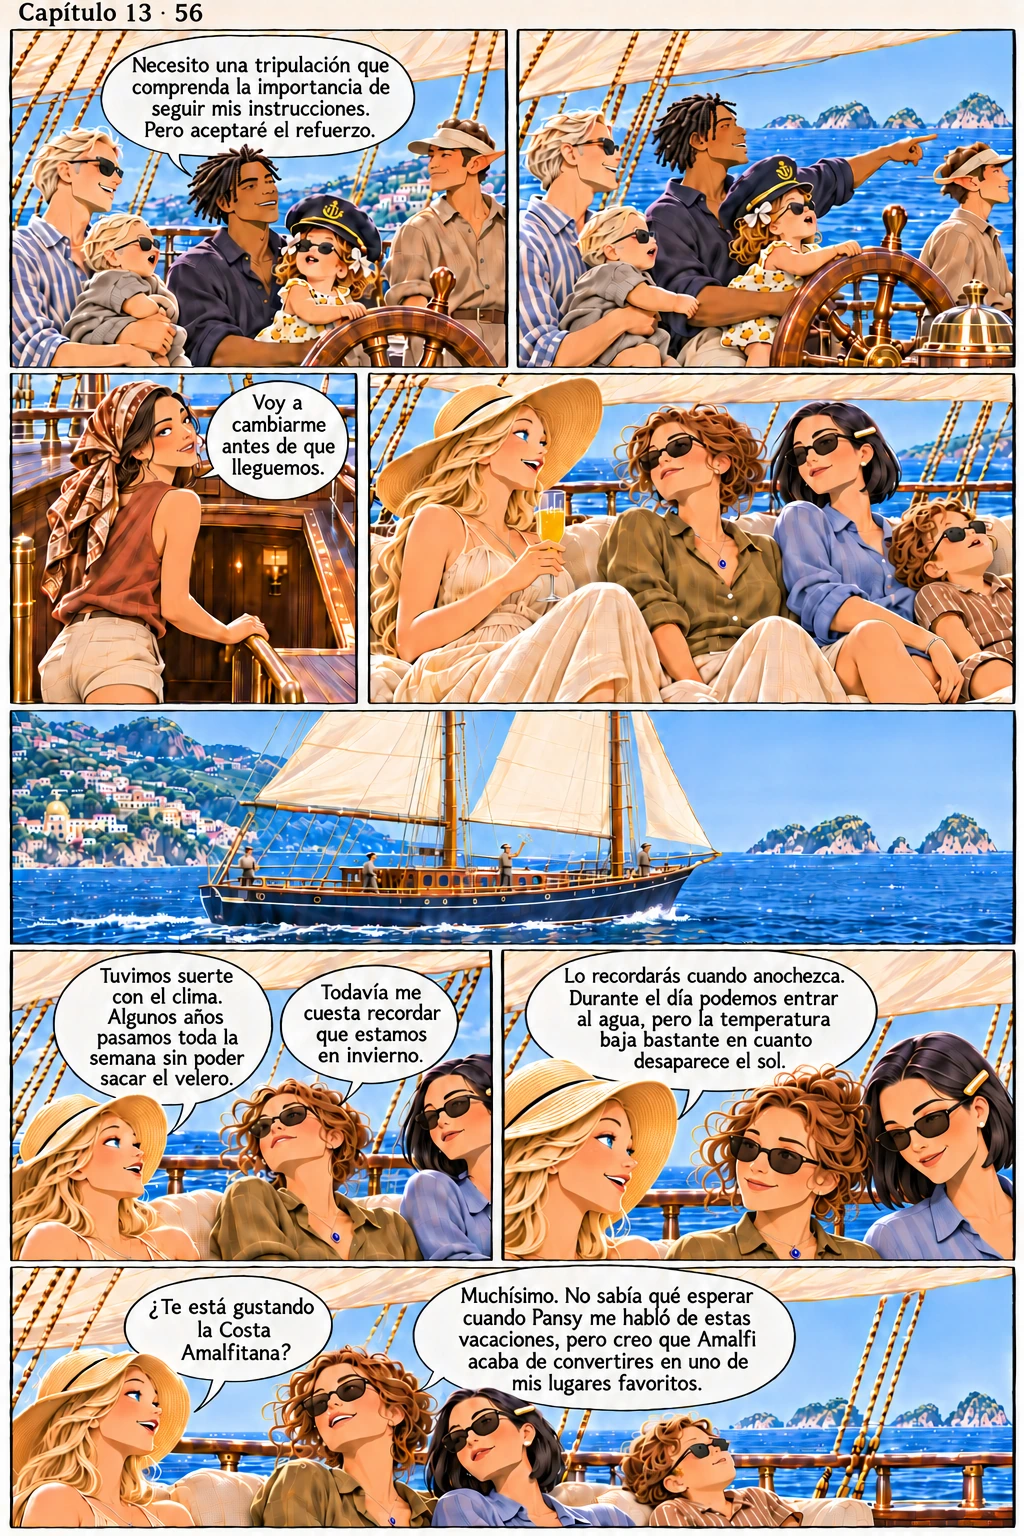 Capítulo 13 · 56
Necesito una tripulación que
comprenda la importancia de
seguir mis instrucciones.
Pero aceptaré el refuerzo.
Voy a
cambiarme
antes de que
lleguemos.
Tuvimos suerte
con el clima.
Algunos años
pasamos toda la
semana sin poder
sacar el velero.
Todavía me
cuesta recordar
que estamos
en invierno.
Lo recordarás cuando anochezca.
Durante el día podemos entrar
al agua, pero la temperatura
baja bastante en cuanto
desaparece el sol.
¿Te está gustando
la Costa
Amalfitana?
Muchísimo. No sabía qué esperar
cuando Pansy me habló de estas
vacaciones, pero creo que Amalfi
acaba de convertires en uno de
mis lugares favoritos.